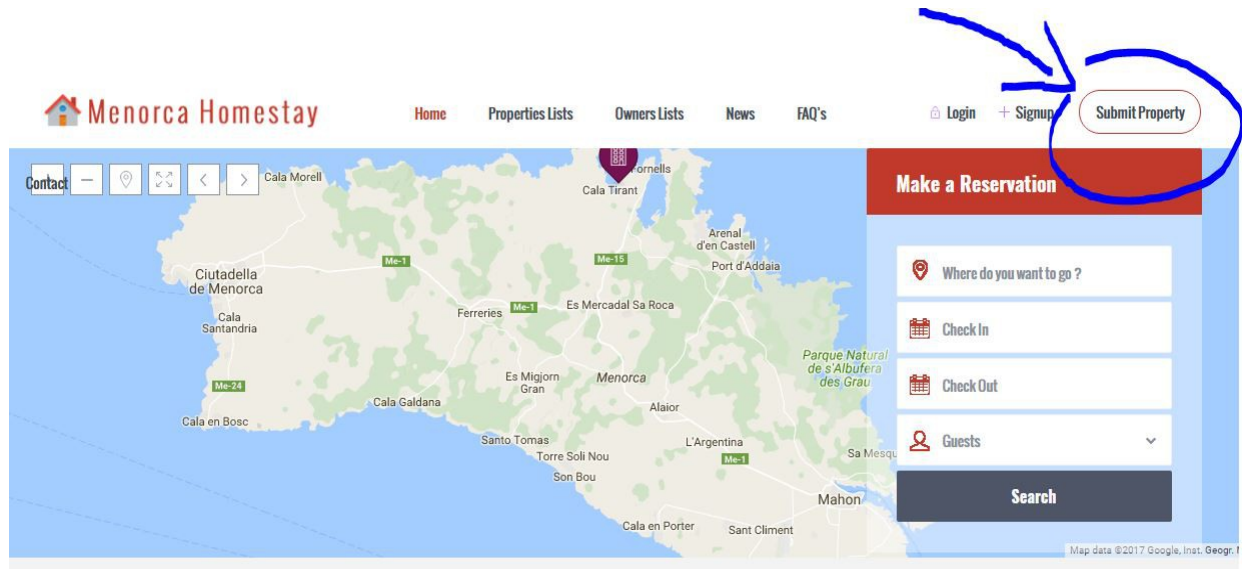 Menorca Homestay
Home
Properties Lists
Owners Lists
News
FAQ's
Login
+ Signup
Submit Property
Contact
Cala Morell
Fornells
Cala Tirant
Make a Reservation
Arenal
d'en Castell
Me-1
Me-15
Port d'Addaia
Ciutadella
de Menorca
Where do you want to go ?
Cala
Santandria
Ferreries
Me-1
Es Mercadal Sa Roca
Check In
Parque Natural
de s'Albufera
des Grau
Me-24
Es Migjorn
Gran
Menorca
Check Out
Cala Galdana
Alaior
Cala en Bosc
Santo Tomas
L'Argentina
Guests
Torre Soli
Nou
Me-1
Sa Mesqu
Son Bou
Mahon
Search
Cala en Porter
Sant Climent
Map data ©2017 Google, Inst. Geogr.